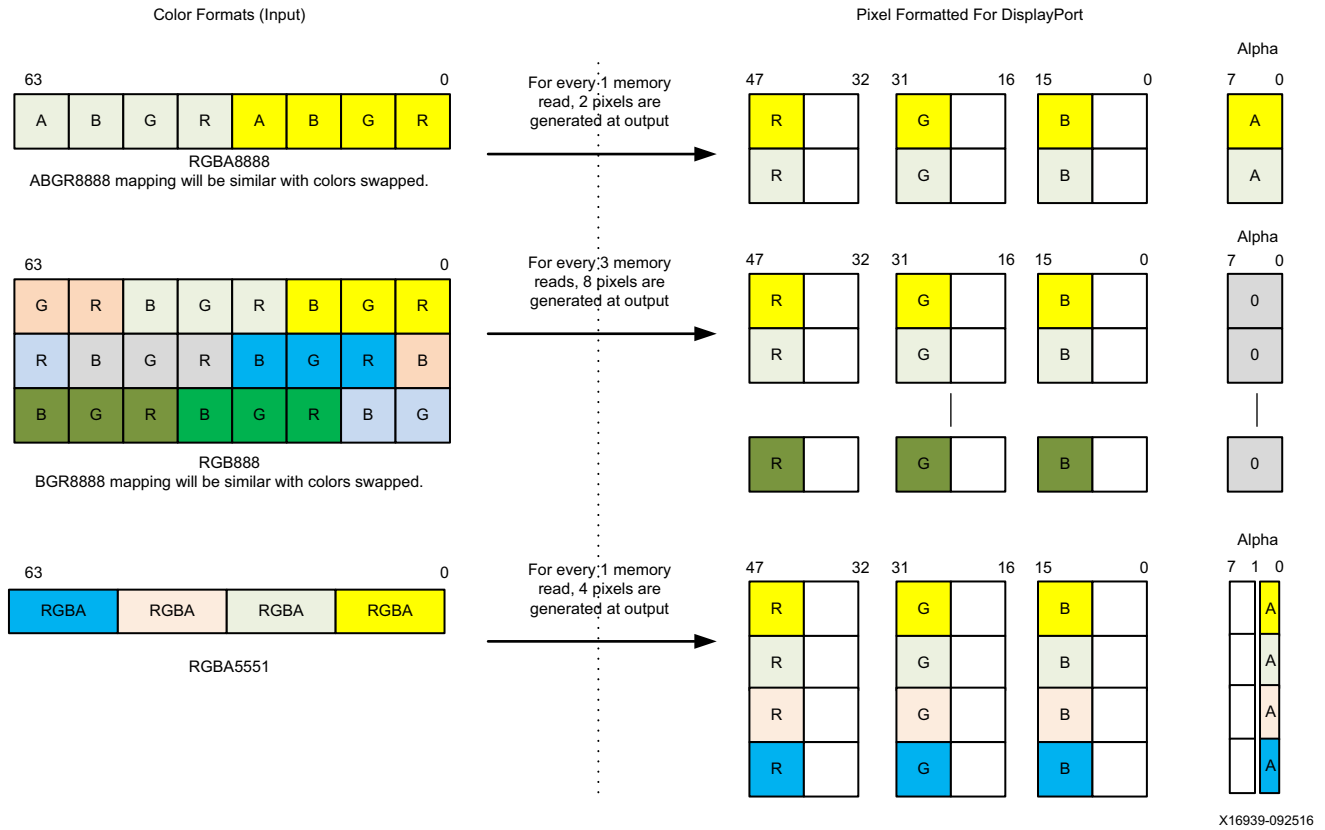 Color Formats (Input)
Pixel Formatted For DisplayPort
63 0
A B G R A B G R
RGBA8888
ABGR8888 mapping will be similar with colors swapped.
For every 1 memory
read, 2 pixels are
generated at output
Alpha
47 32 31 16 15 0 7 0
R G B A
R G B A
63 0
G R B G R B G R
R B G R B G R B
B G R B G R B G
RGB888
BGR8888 mapping will be similar with colors swapped.
For every 3 memory
reads, 8 pixels are
generated at output
Alpha
47 32 31 16 15 0 7 0
R G B 0
R G B 0
R G B 0
63 0
RGBA RGBA RGBA RGBA
RGBA5551
For every 1 memory
read, 4 pixels are
generated at output
Alpha
47 32 31 16 15 0 7 1 0
R G B A
R G B A
R G B A
R G B A
X16939-092516